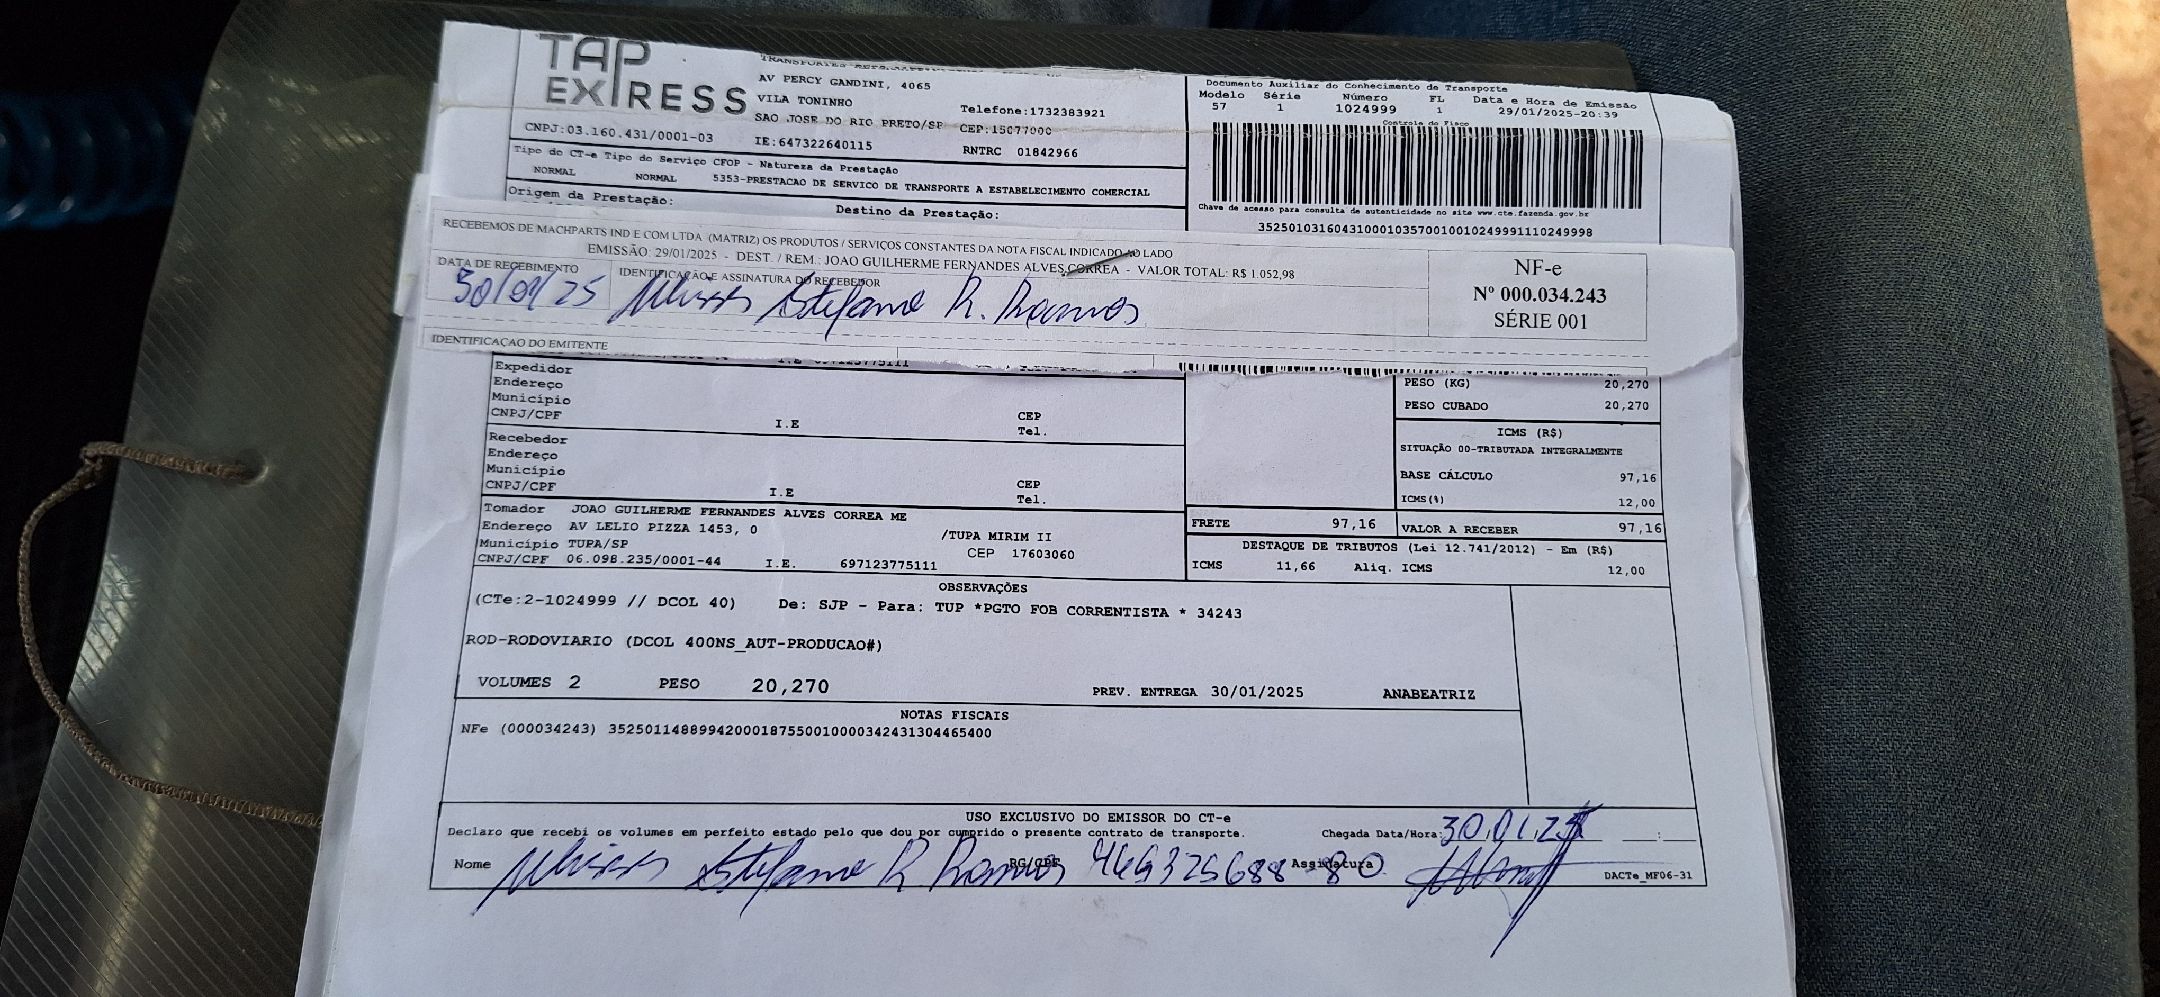 TAP EXPRESS
AV PERCY GANDINI, 4065
VILA TONINHO
SAO JOSE DO RIO PRETO/SP
Telefone:1732383921
CEP:15077000
CNPJ:03.160.431/0001-03
IE:647322640115
RNTRC 01842966
Documento Auxiliar do Conhecimento de Transporte
Modelo Série Número FL Data e Hora de Emissão
57 1 1024999 1 29/01/2025-20:39
Controle do Fisco
Tipo do CT-e Tipo do Serviço CFOP - Natureza da Prestação
NORMAL NORMAL 5353-PRESTACAO DE SERVICO DE TRANSPORTE A ESTABELECIMENTO COMERCIAL
Origem da Prestação: Destino da Prestação:
Chave de acesso para consulta de autenticidade no site www.cte.fazenda.gov.br
35250103160431000103570010010249991110249998
RECEBEMOS DE MACHPARTS IND E COM LTDA (MATRIZ) OS PRODUTOS / SERVIÇOS CONSTANTES DA NOTA FISCAL INDICADO AO LADO
EMISSÃO: 29/01/2025 - DEST. / REM.: JOAO GUILHERME FERNANDES ALVES CORREA - VALOR TOTAL: R$ 1.052,98
DATA DE RECEBIMENTO IDENTIFICAÇÃO E ASSINATURA DO RECEBEDOR
30/01/25 Ulisses Stefano R. Ramos
NF-e
Nº 000.034.243
SÉRIE 001
IDENTIFICAÇAO DO EMITENTE
Expedidor
Endereço
Município
CNPJ/CPF I.E CEP
Tel.
Recebedor
Endereço
Município
CNPJ/CPF I.E CEP
Tel.
PESO (KG) 20,270
PESO CUBADO 20,270
ICMS (R$)
SITUAÇÃO 00-TRIBUTADA INTEGRALMENTE
BASE CÁLCULO 97,16
ICMS(%) 12,00
Tomador JOAO GUILHERME FERNANDES ALVES CORREA ME
Endereço AV LELIO PIZZA 1453, 0 /TUPA MIRIM II
Município TUPA/SP CEP 17603060
CNPJ/CPF 06.098.235/0001-44 I.E. 697123775111
FRETE 97,16 VALOR A RECEBER 97,16
DESTAQUE DE TRIBUTOS (Lei 12.741/2012) - Em (R$)
ICMS 11,66 Aliq. ICMS 12,00
OBSERVAÇÕES
(CTe:2-1024999 // DCOL 40) De: SJP - Para: TUP *PGTO FOB CORRENTISTA * 34243
ROD-RODOVIARIO (DCOL 400NS_AUT-PRODUCAO#)
VOLUMES 2 PESO 20,270 PREV. ENTREGA 30/01/2025 ANABEATRIZ
NOTAS FISCAIS
NFe (000034243) 35250114889942000187550010000342431304465400
USO EXCLUSIVO DO EMISSOR DO CT-e
Declaro que recebi os volumes em perfeito estado pelo que dou por cumprido o presente contrato de transporte. Chegada Data/Hora: 30.01.25 :
Nome Ulisses Stefano R Ramos RG/CPF 469325688-80 Assinatura
DACTe_MF06-31